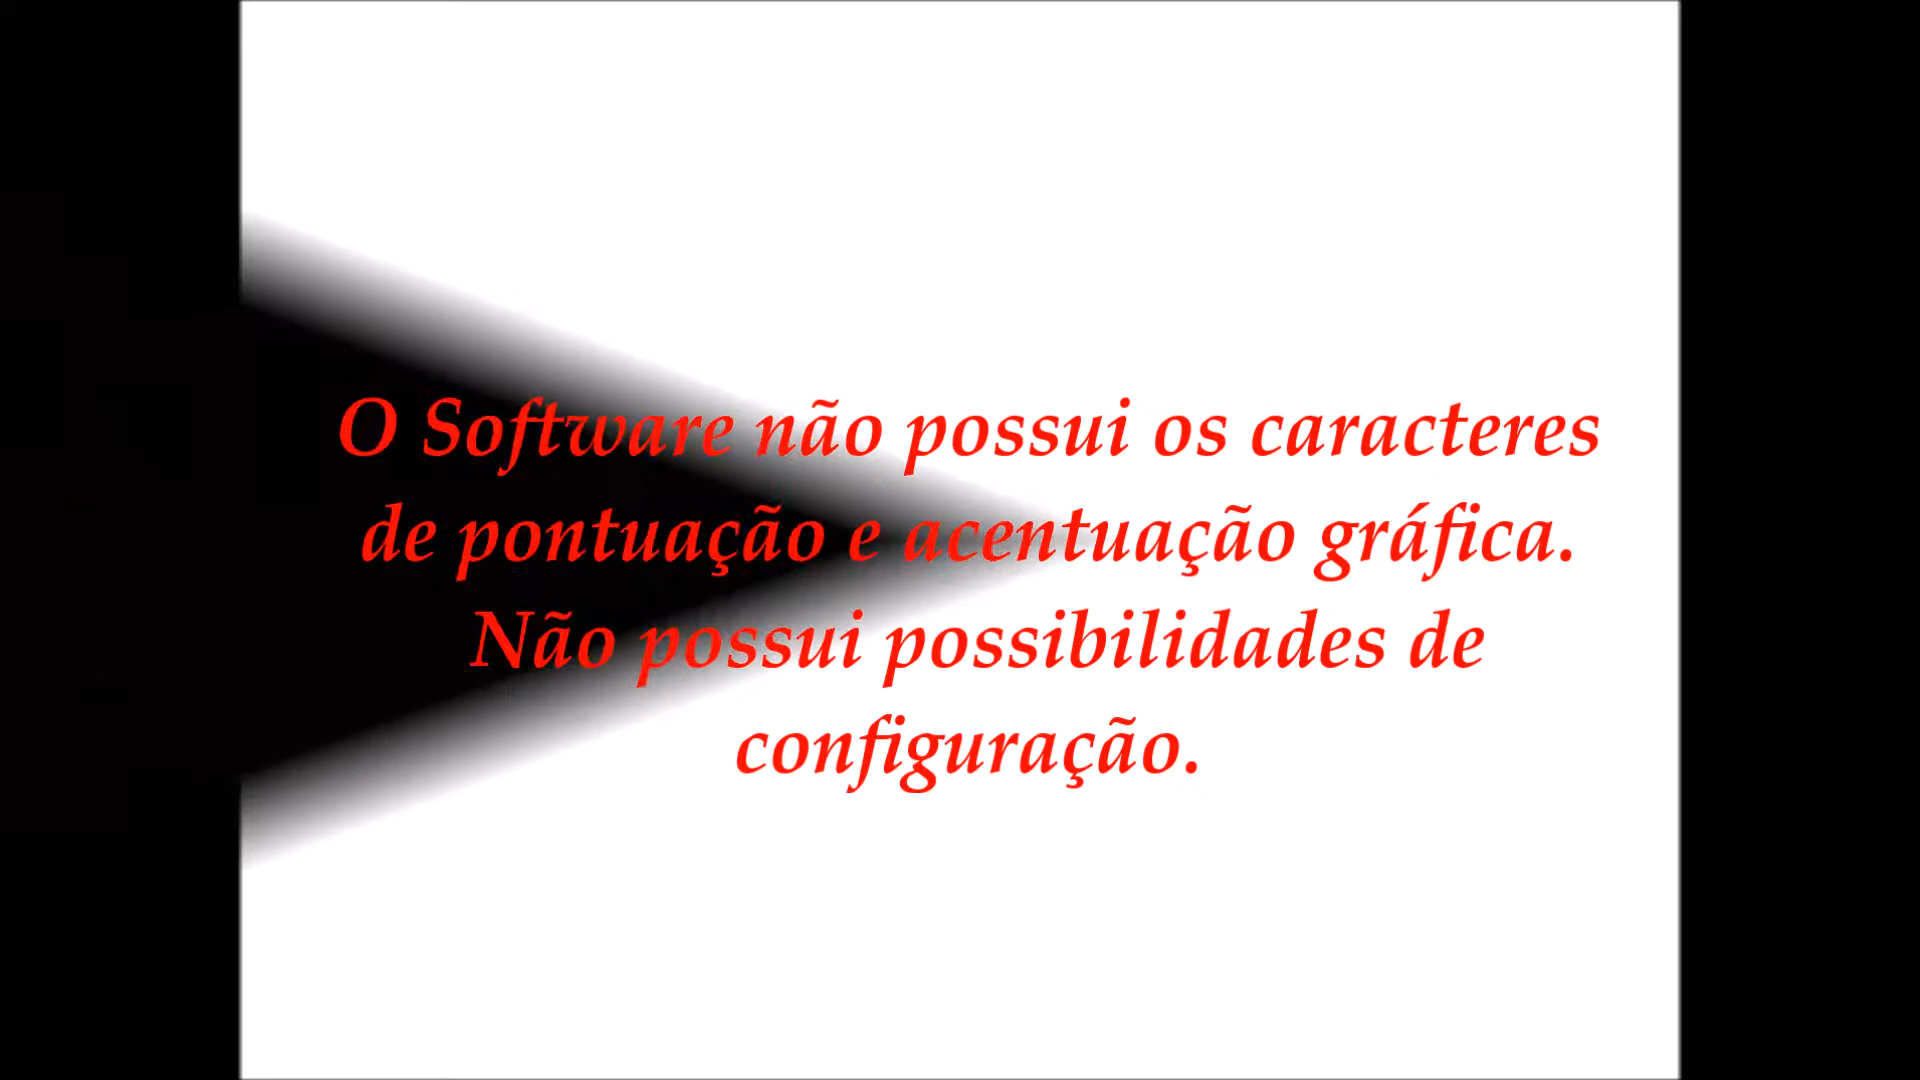 O Software não possui os caracteres
de pontuação e acentuação gráfica.
Não possui possibilidades de
configuração.